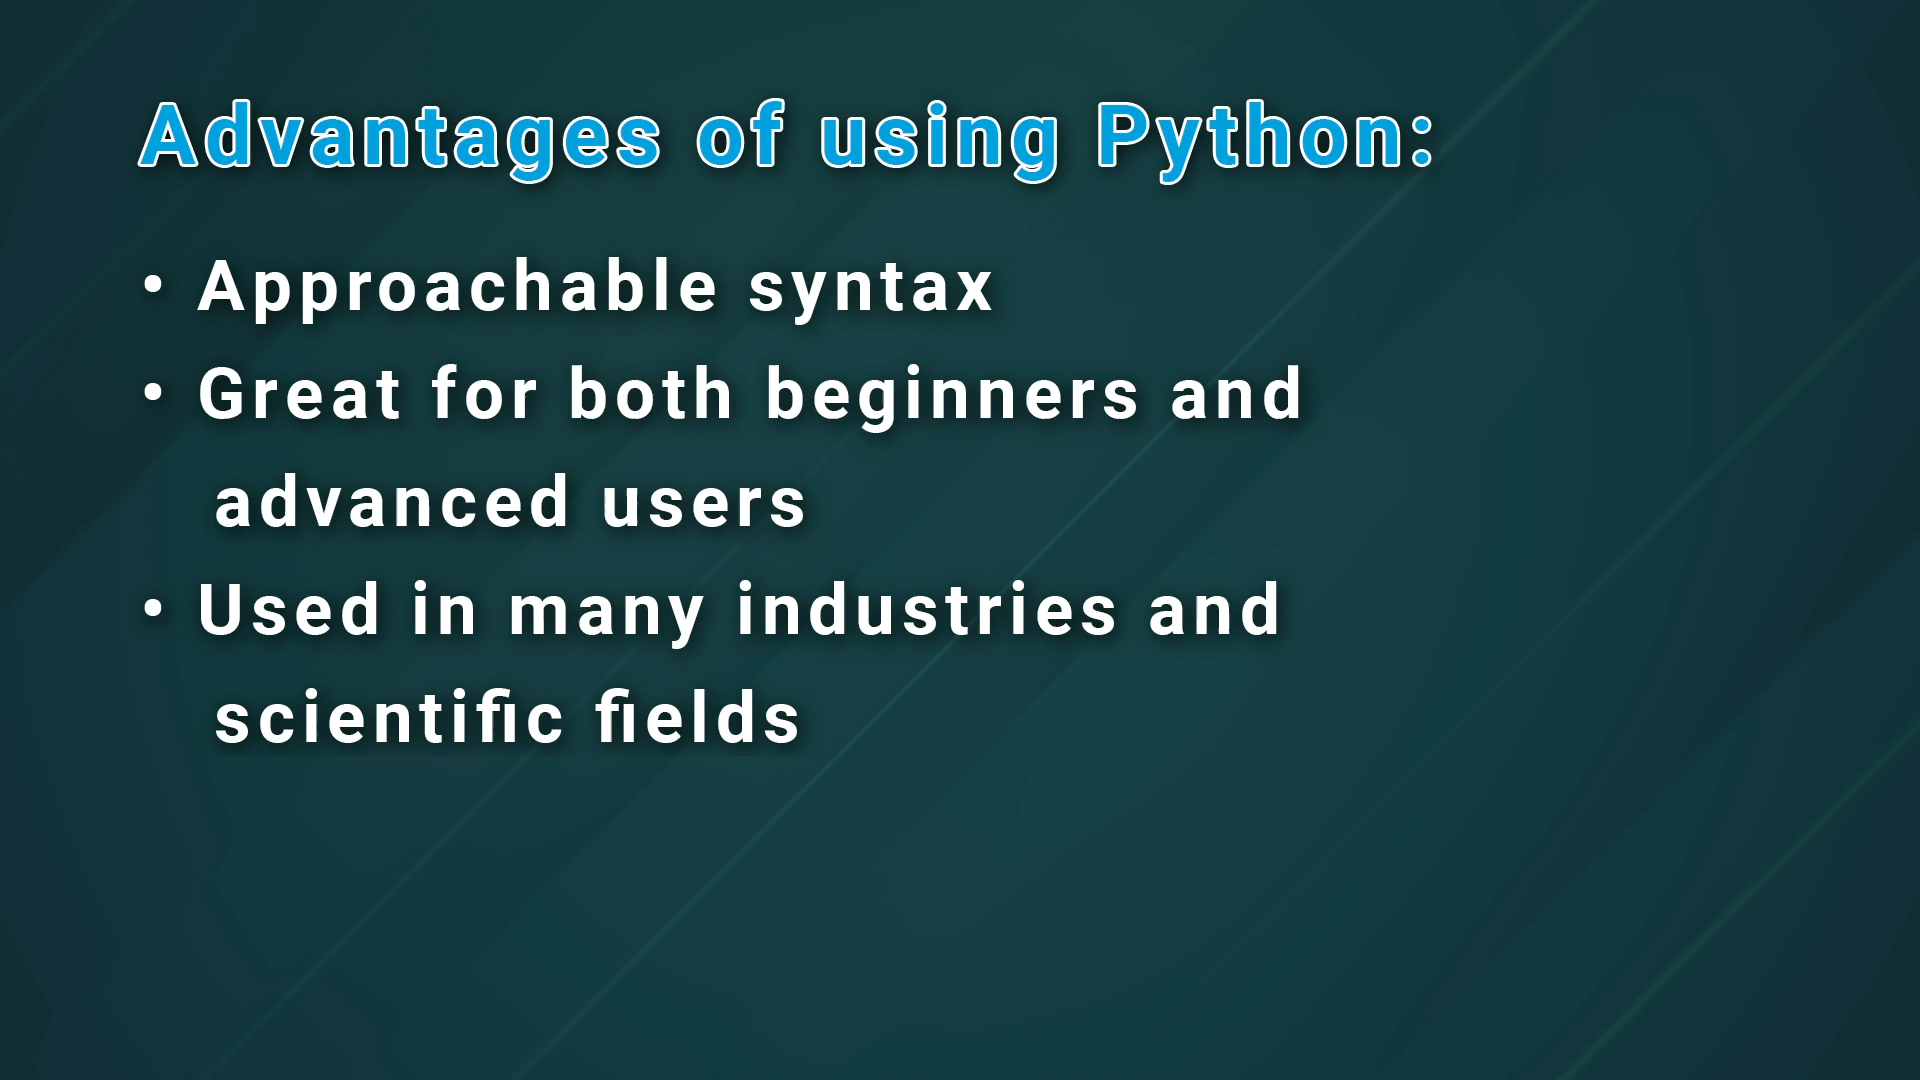 Advantages of using Python:
• Approachable syntax
• Great for both beginners and
advanced users
• Used in many industries and
scientific fields